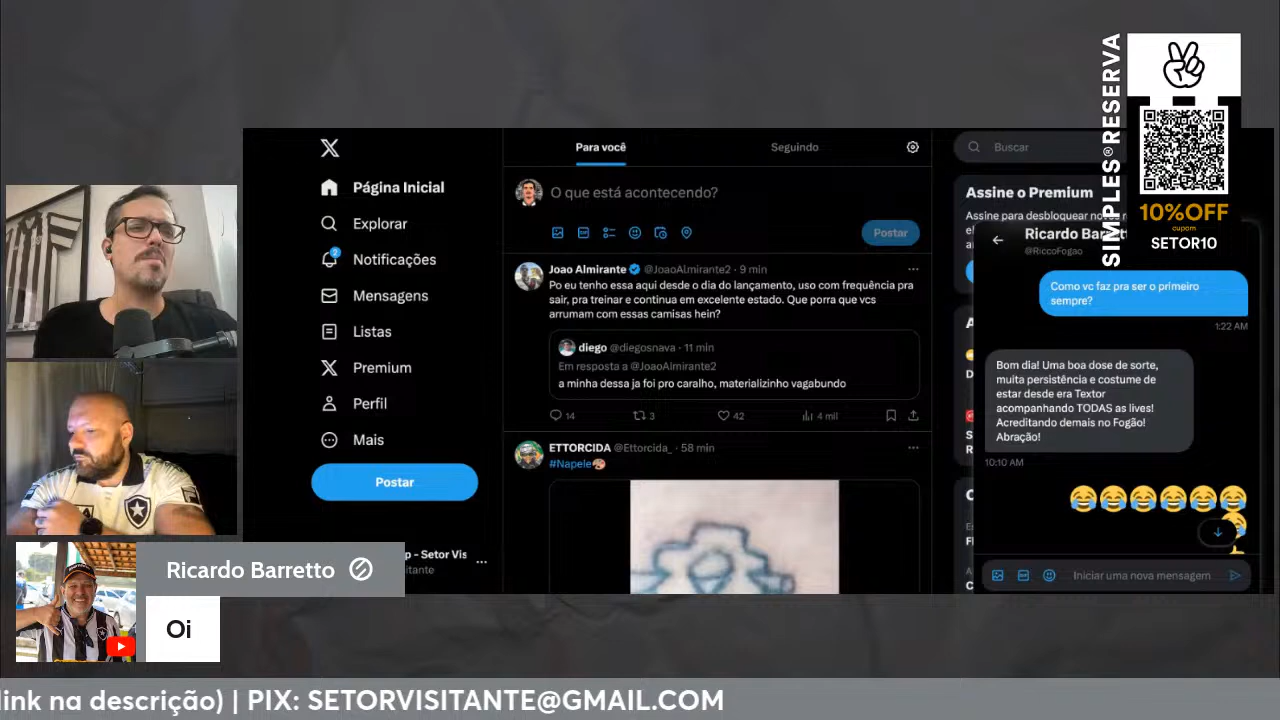 Página Inicial
Explorar
2
Notificações
Mensagens
Listas
Premium
Perfil
Mais
Postar
p - Setor Vis
itante
Para você
Seguindo
O que está acontecendo?
Postar
Joao Almirante @JoaoAlmirante2 · 9 min
Po eu tenho essa aqui desde o dia do lançamento, uso com frequência pra
sair, pra treinar e continua em excelente estado. Que porra que vcs
arrumam com essas camisas hein?
diego @diegosnava · 11 min
Em resposta a @JoaoAlmirante2
a minha dessa ja foi pro caralho, materializinho vagabundo
14
3
42
4 mil
ETTORCIDA @Ettorcida_ · 58 min
#Napele
Buscar
Assine o Premium
Assine para desbloquear
Ricardo
@RiccoFogao
Como vc faz pra ser o primeiro
sempre?
1:22 AM
Bom dia! Uma boa dose de sorte,
muita persistência e costume de
estar desde era Textor
acompanhando TODAS as lives!
Acreditando demais no Fogão!
Abração!
10:10 AM
😂😂😂😂😂😂
Iniciar uma nova mensagem
SIMPLES®RESERVA
10%OFF
cupom
SETOR10
Ricardo Barretto
Oi
link na descrição) | PIX: SETORVISITANTE@GMAIL.COM